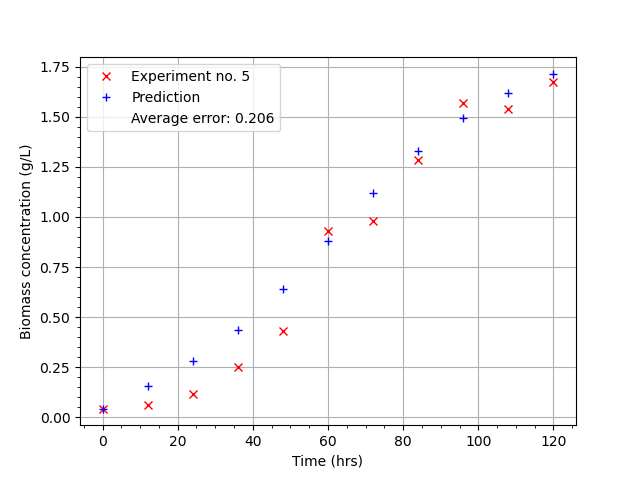 Experiment no. 5
Prediction
Average error: 0.206
1.75
1.50
1.25
1.00
0.75
0.50
0.25
0.00
Biomass concentration (g/L)
0 20 40 60 80 100 120
Time (hrs)